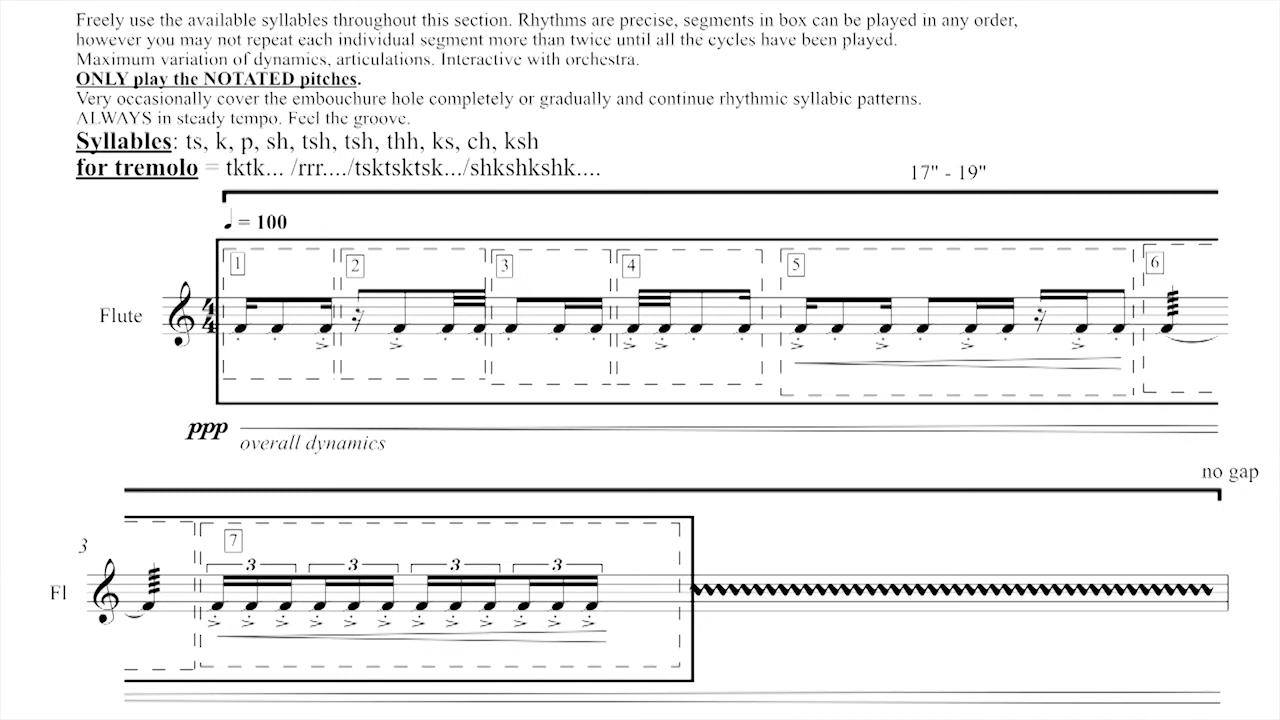 Freely use the available syllables throughout this section. Rhythms are precise, segments in box can be played in any order,
however you may not repeat each individual segment more than twice until all the cycles have been played.
Maximum variation of dynamics, articulations. Interactive with orchestra.
ONLY play the NOTATED pitches.
Very occasionally cover the embouchure hole completely or gradually and continue rhythmic syllabic patterns.
ALWAYS in steady tempo. Feel the groove.
Syllables: ts, k, p, sh, tsh, tsh, thh, ks, ch, ksh
for tremolo = tktk... /rrr..../tsktsktsk.../shkshkshk....
17" - 19"
♩ = 100
1 2 3 4 5 6
Flute
4
4
ppp
overall dynamics
no gap
3
7
3 3 3 3
Fl